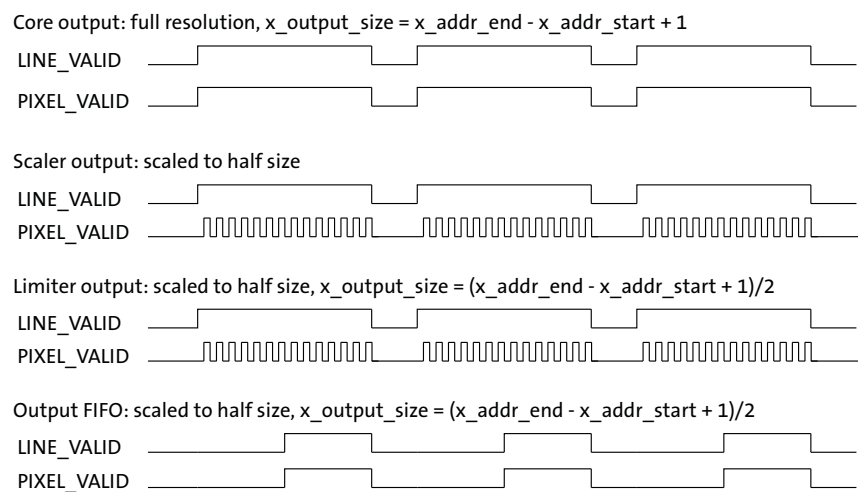 Core output: full resolution, x_output_size = x_addr_end - x_addr_start + 1
LINE_VALID
PIXEL_VALID
Scaler output: scaled to half size
LINE_VALID
PIXEL_VALID
Limiter output: scaled to half size, x_output_size = (x_addr_end - x_addr_start + 1)/2
LINE_VALID
PIXEL_VALID
Output FIFO: scaled to half size, x_output_size = (x_addr_end - x_addr_start + 1)/2
LINE_VALID
PIXEL_VALID